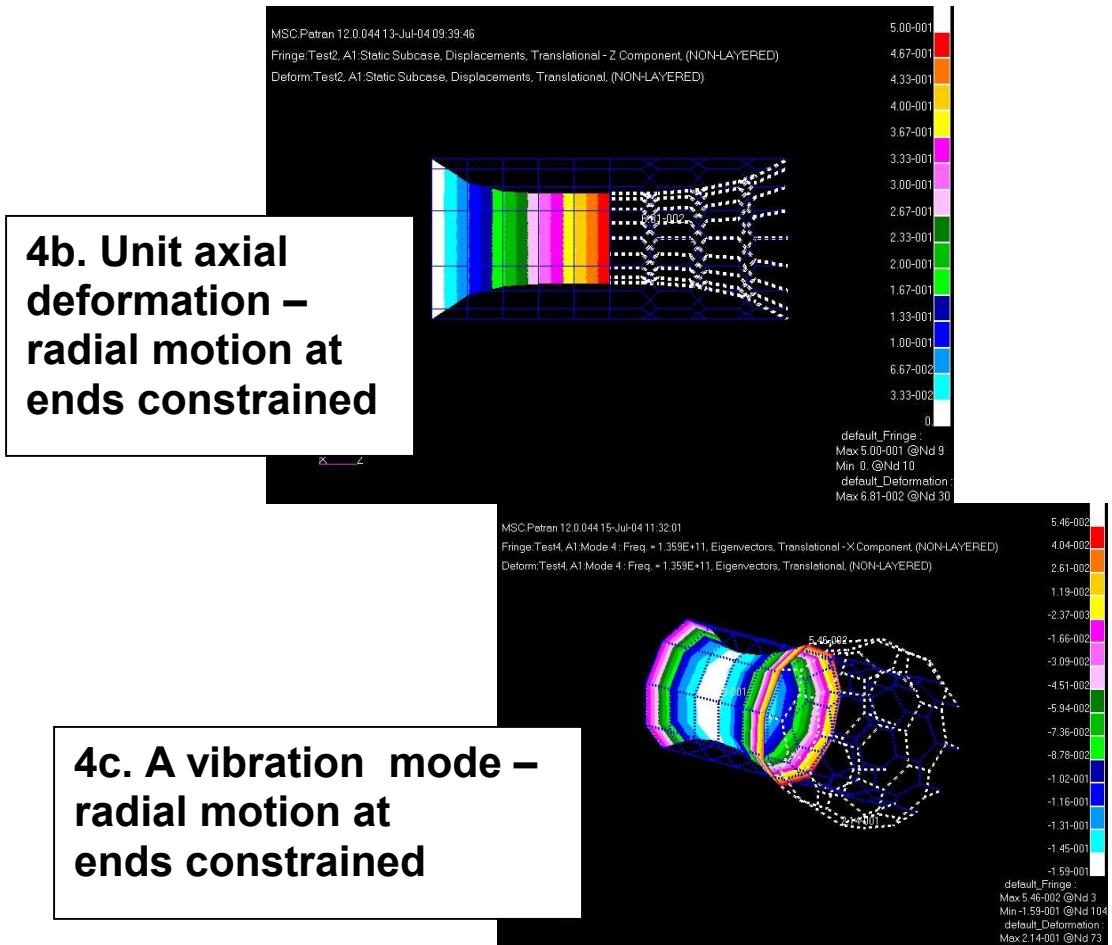 MSC.Patran 12.0.044 13-Jul-04 09:39:46
Fringe:Test2, A1:Static Subcase, Displacements, Translational - Z Component, (NON-LAYERED)
Deform:Test2, A1:Static Subcase, Displacements, Translational, (NON-LAYERED)
5.00-001
4.67-001
4.33-001
4.00-001
3.67-001
3.33-001
3.00-001
2.67-001
2.33-001
2.00-001
1.67-001
1.33-001
1.00-001
6.67-002
3.33-002
0.
6.81-002
4b. Unit axial
deformation –
radial motion at
ends constrained
X Z
default_Fringe :
Max 5.00-001 @Nd 9
Min 0. @Nd 10
default_Deformation :
Max 6.81-002 @Nd 30
MSC.Patran 12.0.044 15-Jul-04 11:32:01
Fringe:Test4, A1:Mode 4 : Freq. = 1.359E+11, Eigenvectors, Translational - X Component, (NON-LAYERED)
Deform:Test4, A1:Mode 4 : Freq. = 1.359E+11, Eigenvectors, Translational, (NON-LAYERED)
5.46-002
4.04-002
2.61-002
1.19-002
-2.37-003
-1.66-002
-3.09-002
-4.51-002
-5.94-002
-7.36-002
-8.78-002
-1.02-001
-1.16-001
-1.31-001
-1.45-001
-1.59-001
5.46-002
2.14-001
4c. A vibration mode –
radial motion at
ends constrained
default_Fringe :
Max 5.46-002 @Nd 3
Min -1.59-001 @Nd 104
default_Deformation :
Max 2.14-001 @Nd 73